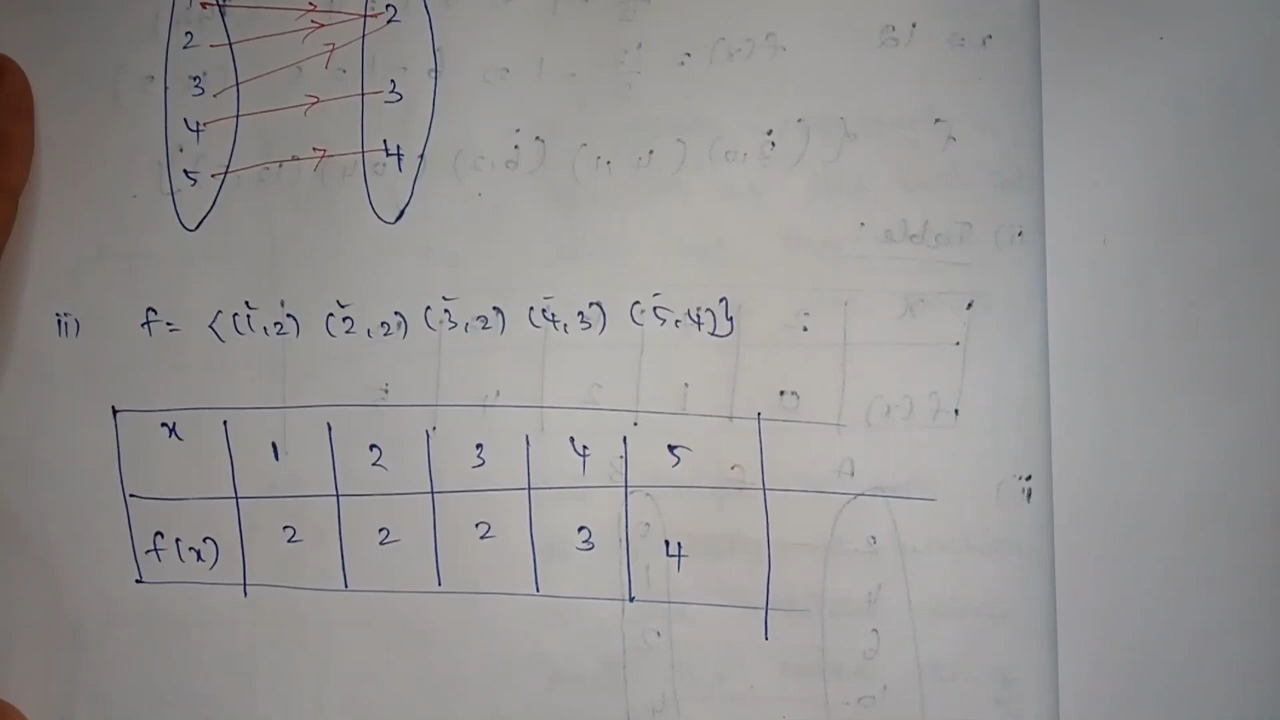 1 2
2
3 3
4
5 4
ii) f = {(1,2) (2,2) (3,2) (4,3) (5,4)}
x 1 2 3 4 5
f(x) 2 2 2 3 4